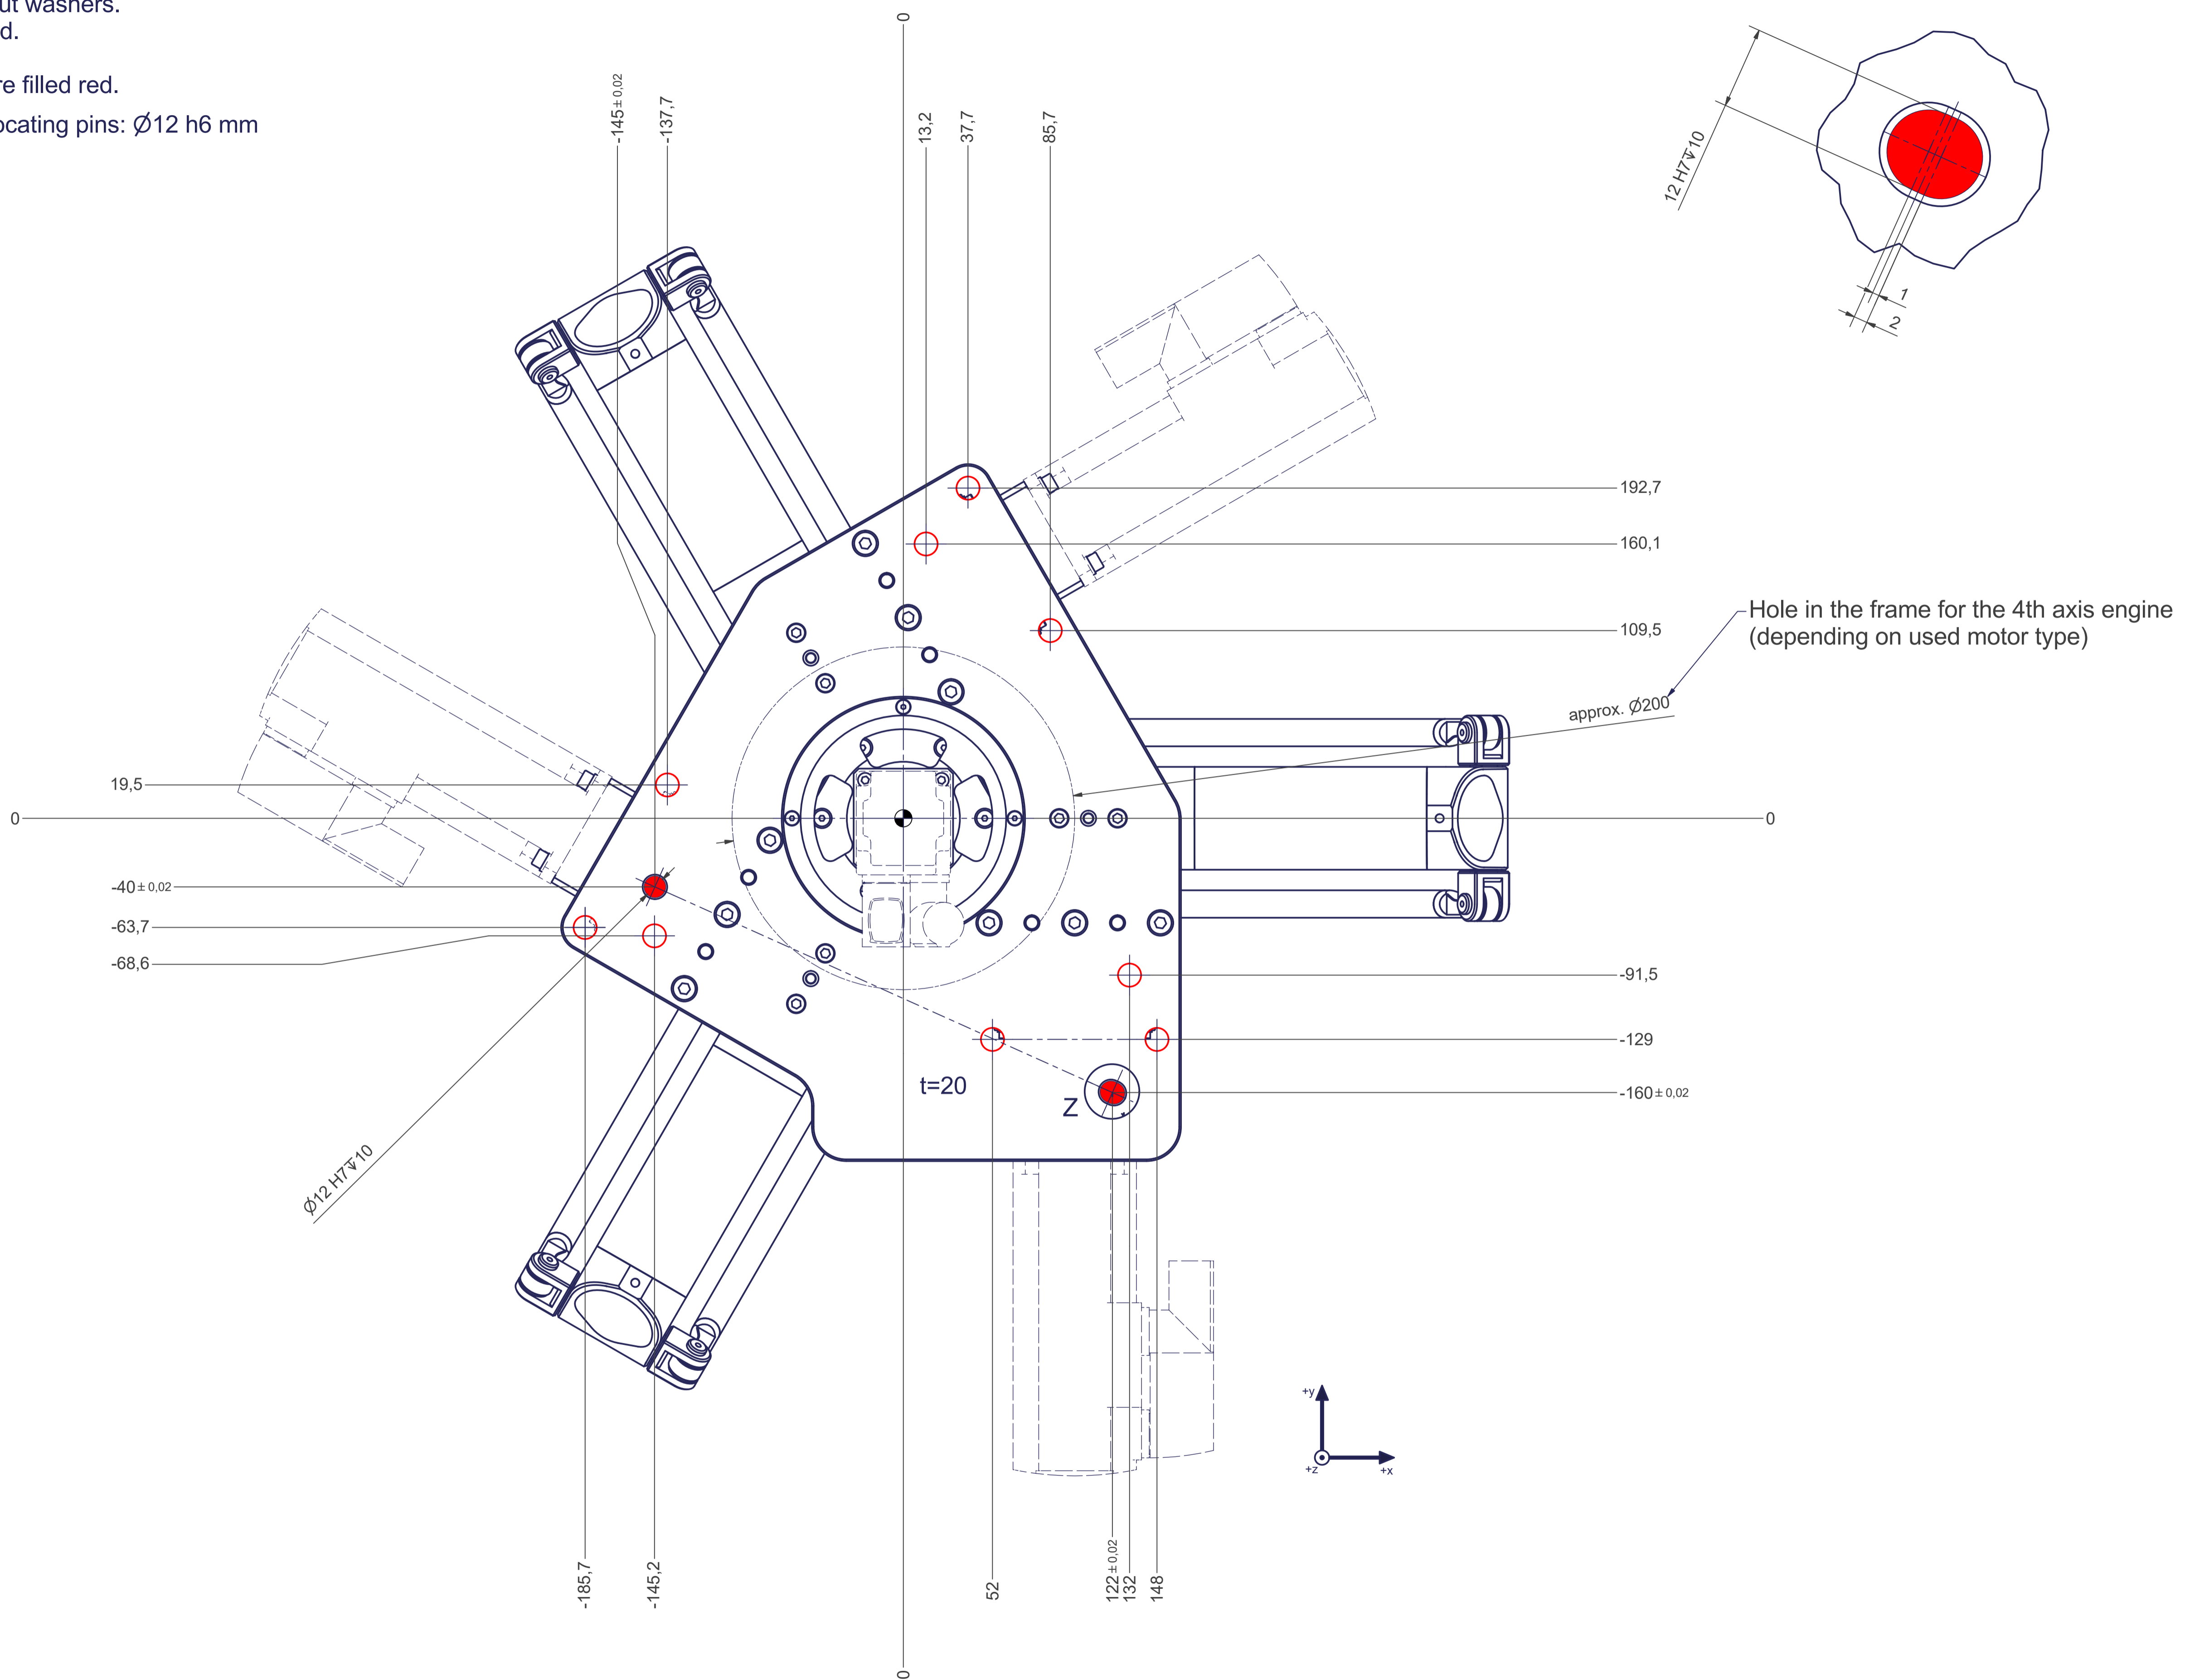 ut washers.
d.
re filled red.
ocating pins: Ø12 h6 mm
0
-145±0,02
-137,7
13,2
37,7
85,7
12 H7↧10
1
2
192,7
160,1
109,5
Hole in the frame for the 4th axis engine
(depending on used motor type)
approx. Ø200
19,5
0
0
-40±0,02
-63,7
-68,6
-91,5
-129
-160±0,02
t=20
Z
Ø12 H7↧10
+y
+z
+x
-185,7
-145,2
52
122±0,02
132
148
0